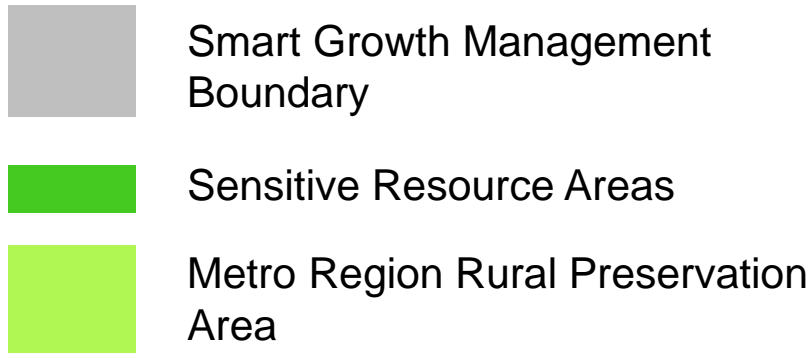 Smart Growth Management
Boundary
Sensitive Resource Areas
Metro Region Rural Preservation
Area